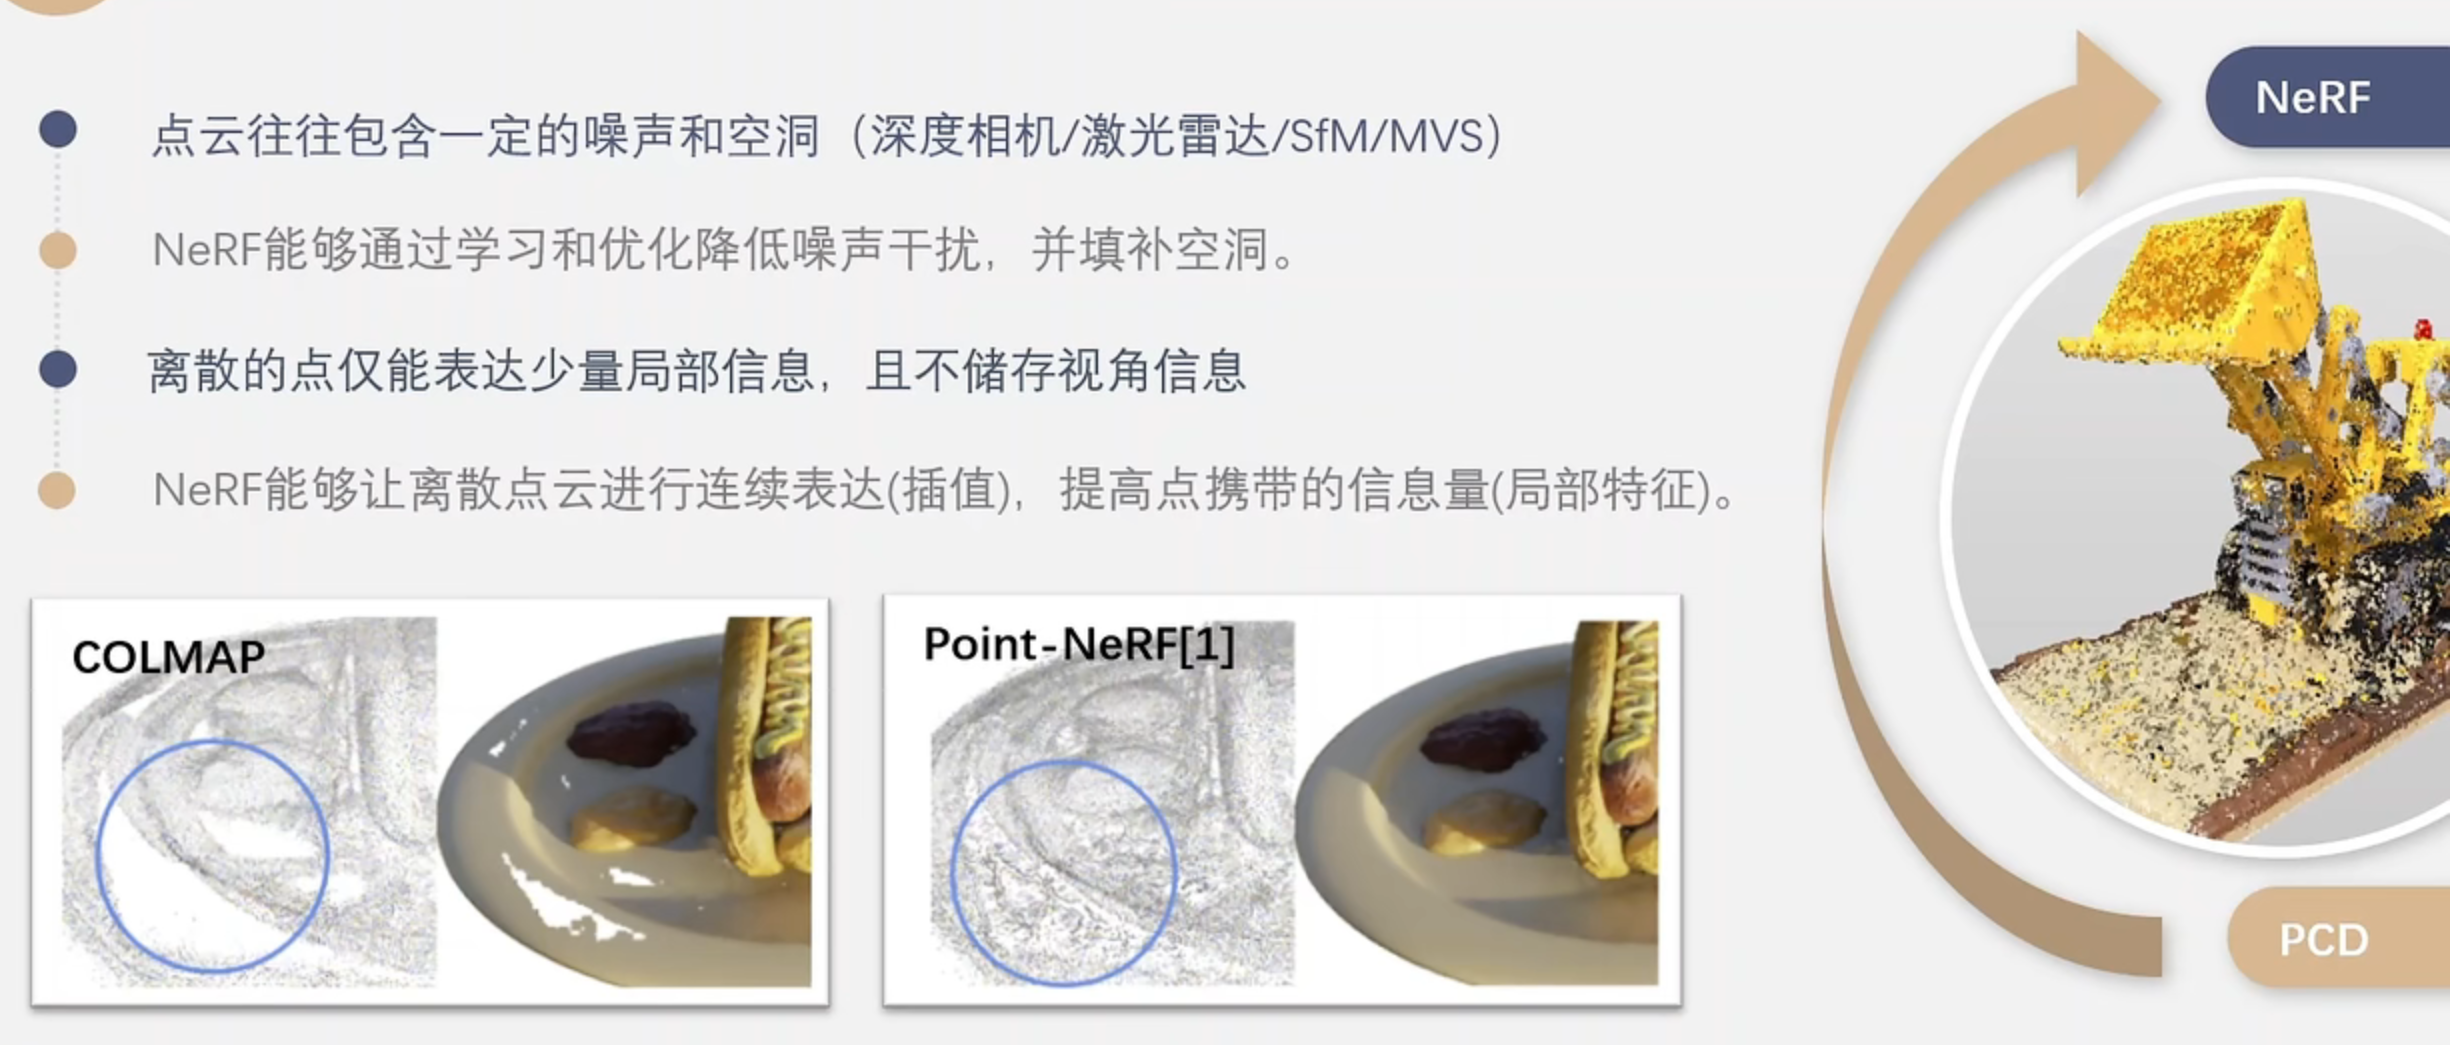 点云往往包含一定的噪声和空洞（深度相机/激光雷达/SfM/MVS）
NeRF能够通过学习和优化降低噪声干扰，并填补空洞。
离散的点仅能表达少量局部信息，且不储存视角信息
NeRF能够让离散点云进行连续表达(插值)，提高点携带的信息量(局部特征)。
COLMAP
Point-NeRF[1]
NeRF
PCD